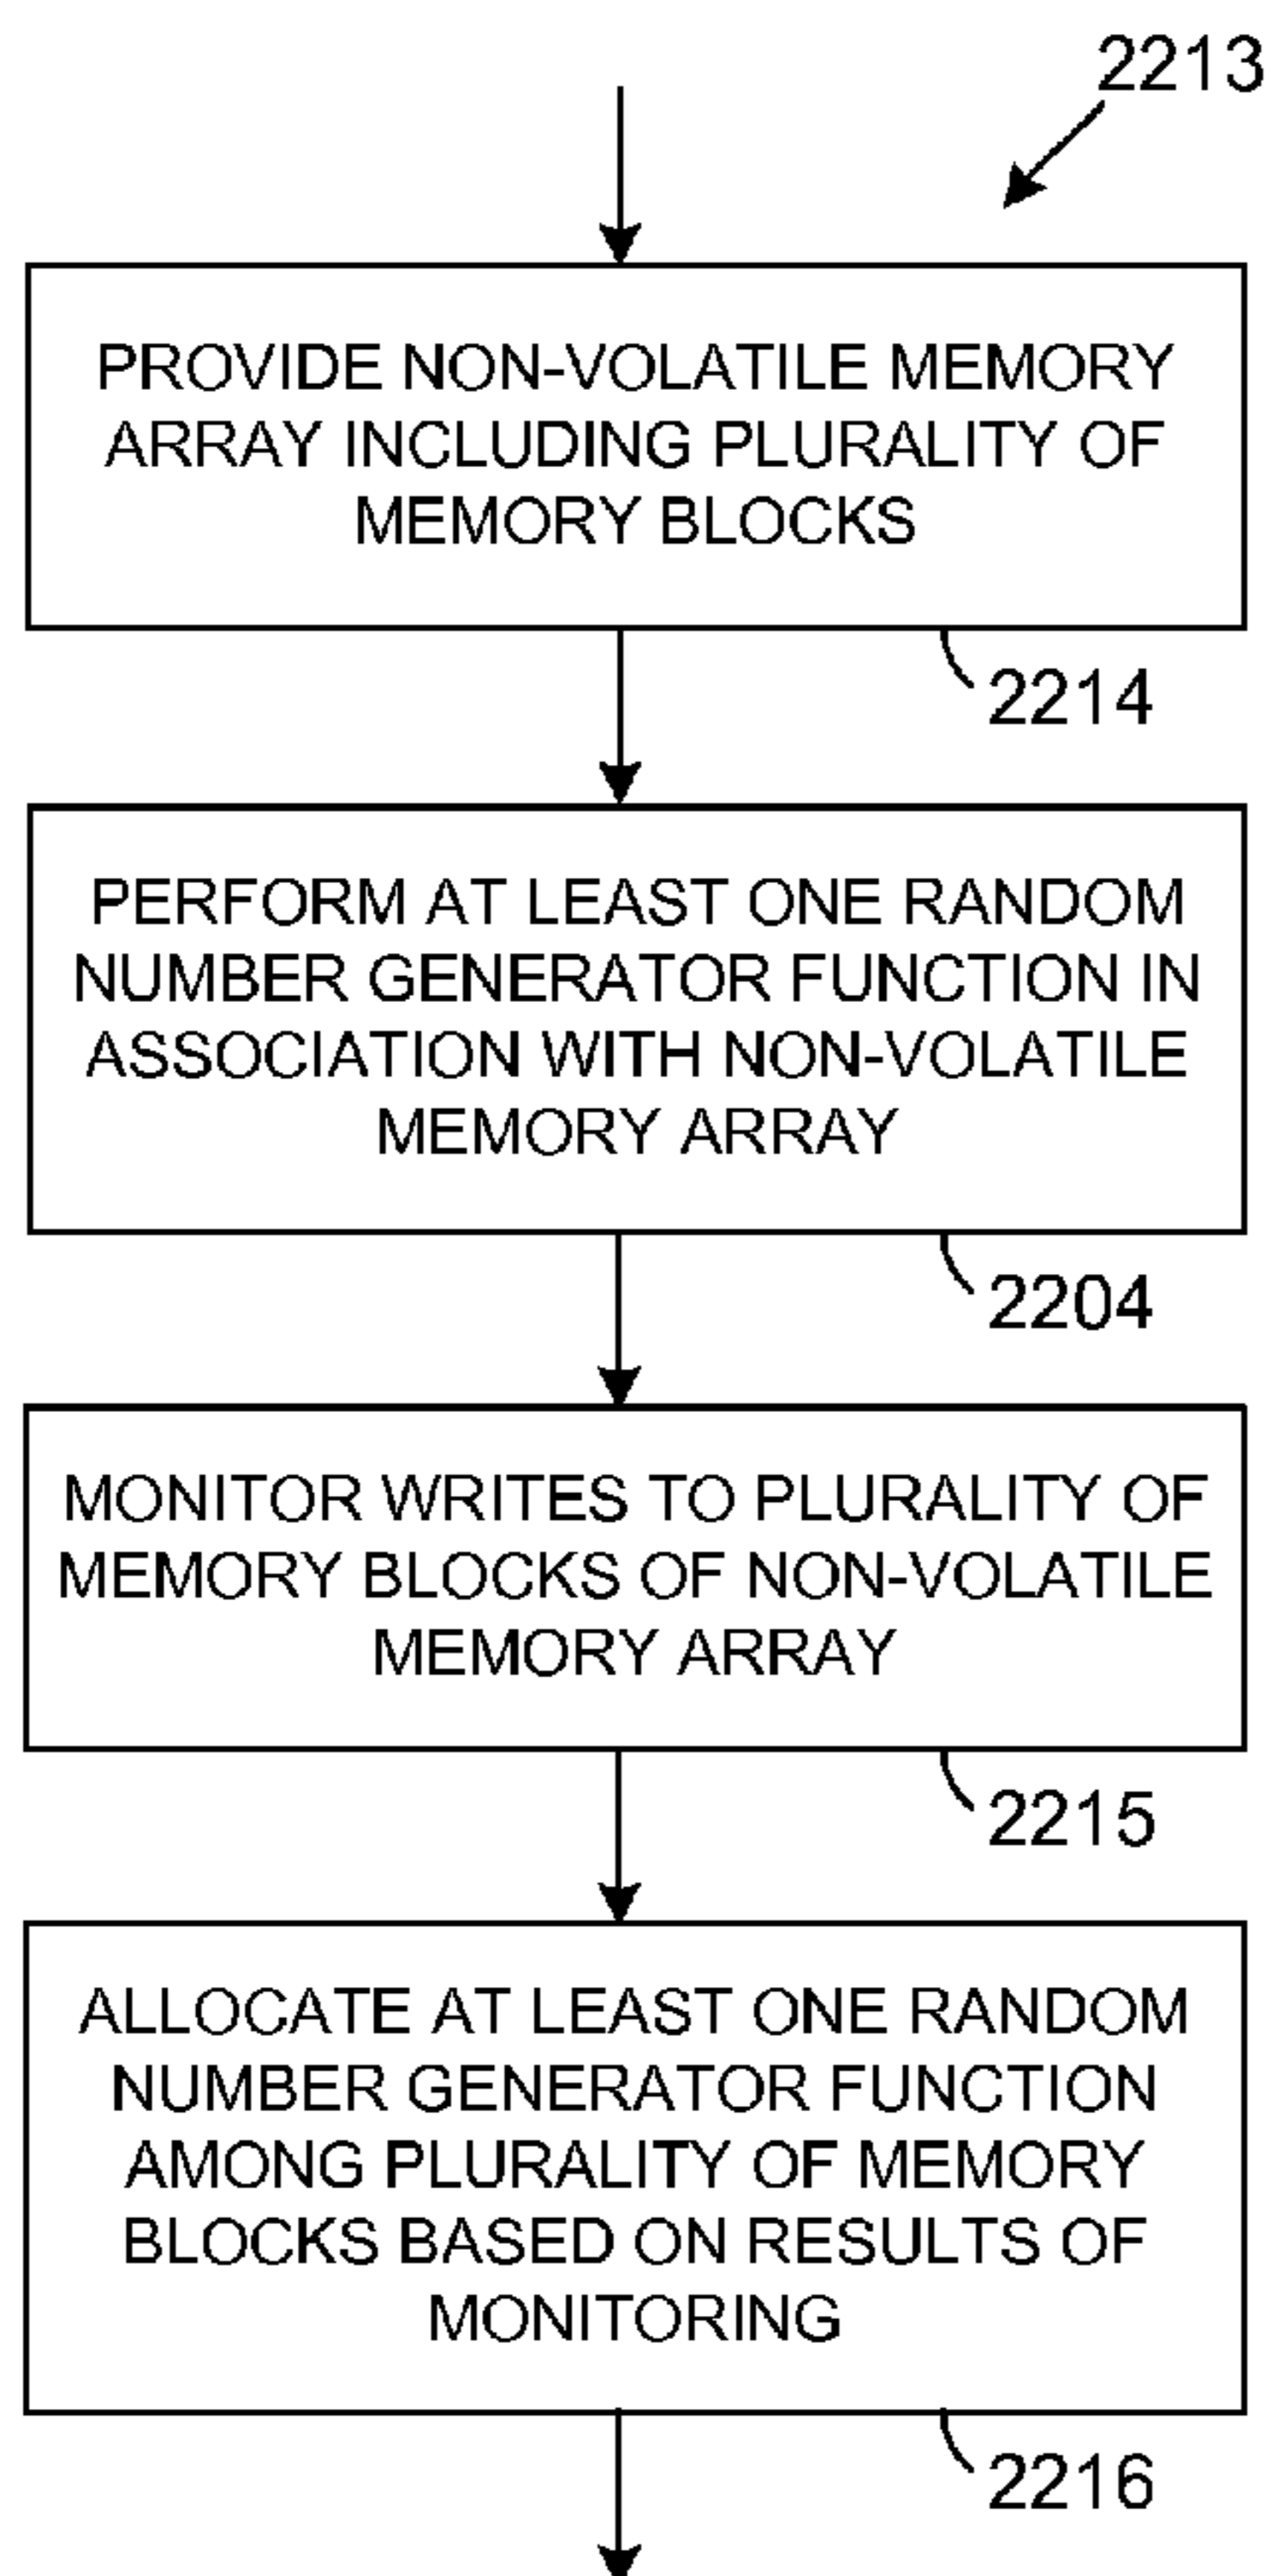 2213
PROVIDE NON-VOLATILE MEMORY
ARRAY INCLUDING PLURALITY OF
MEMORY BLOCKS
2214
PERFORM AT LEAST ONE RANDOM
NUMBER GENERATOR FUNCTION IN
ASSOCIATION WITH NON-VOLATILE
MEMORY ARRAY
2204
MONITOR WRITES TO PLURALITY OF
MEMORY BLOCKS OF NON-VOLATILE
MEMORY ARRAY
2215
ALLOCATE AT LEAST ONE RANDOM
NUMBER GENERATOR FUNCTION
AMONG PLURALITY OF MEMORY
BLOCKS BASED ON RESULTS OF
MONITORING
2216